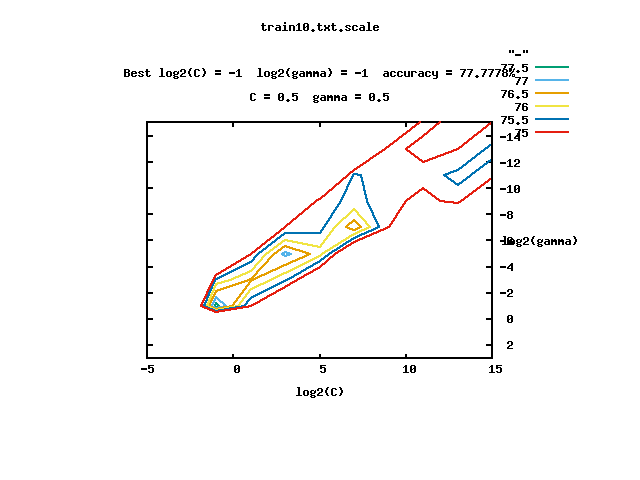 train10.txt.scale
"-"
77.5
Best log2(C) = -1  log2(gamma) = -1  accuracy = 77.7778%
77
76.5
C = 0.5  gamma = 0.5
76
75.5
75
-14
-12
-10
-8
-6
log2(gamma)
-4
-2
0
2
-5 0 5 10 15
log2(C)